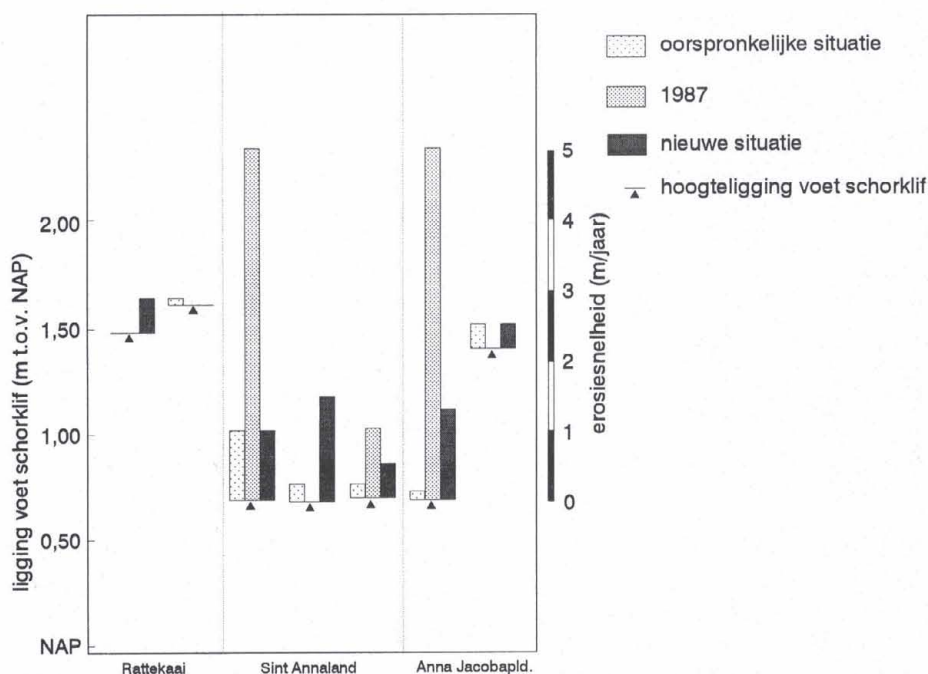 oorspronkelijke situatie
1987
nieuwe situatie
hoogteligging voet schorklif
ligging voet schorklif (m t.o.v. NAP)
2,00
1,50
1,00
0,50
NAP
5
4
3
2
1
0
erosiesnelheid (m/jaar)
Rattekaai
Sint Annaland
Anna Jacobapld.